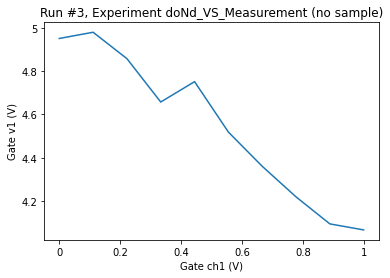 Run #3, Experiment doNd_VS_Measurement (no sample)
5
4.8
4.6
4.4
4.2
Gate v1 (V)
0 0.2 0.4 0.6 0.8 1
Gate ch1 (V)